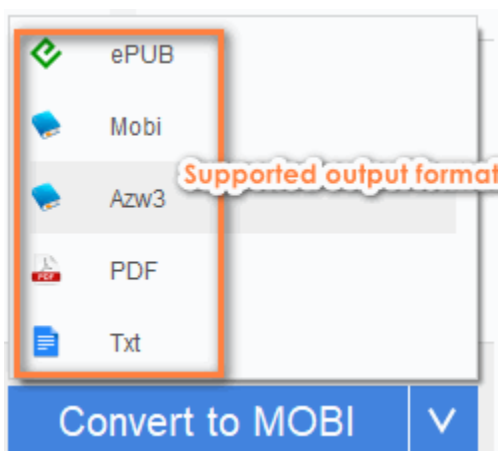 ePUB
Mobi
Supported output format
Azw3
PDF
Txt
Convert to MOBI